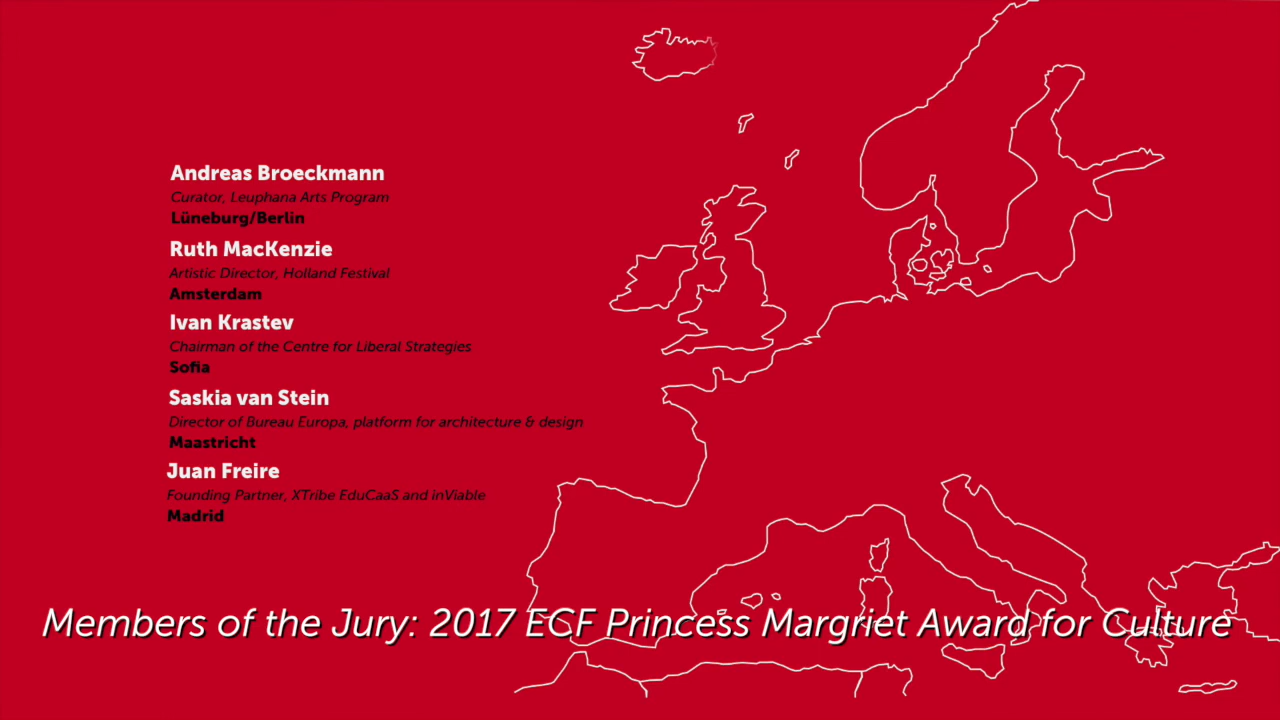 Andreas Broeckmann
Curator, Leuphana Arts Program
Lüneburg/Berlin
Ruth MacKenzie
Artistic Director, Holland Festival
Amsterdam
Ivan Krastev
Chairman of the Centre for Liberal Strategies
Sofia
Saskia van Stein
Director of Bureau Europa, platform for architecture & design
Maastricht
Juan Freire
Founding Partner, XTribe EduCaaS and inViable
Madrid
Members of the Jury: 2017 ECF Princess Margriet Award for Culture